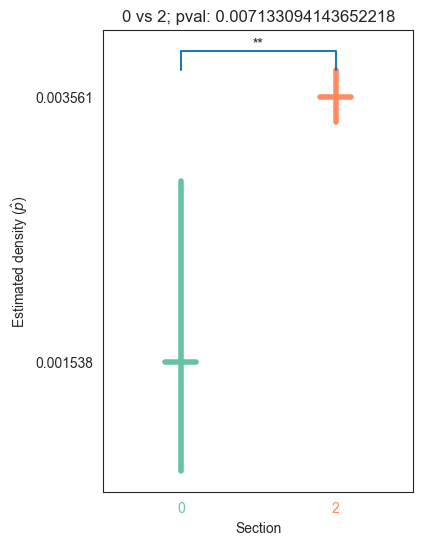 0 vs 2; pval: 0.007133094143652218
**
0.003561
Estimated density (p̂)
0.001538
0
2
Section